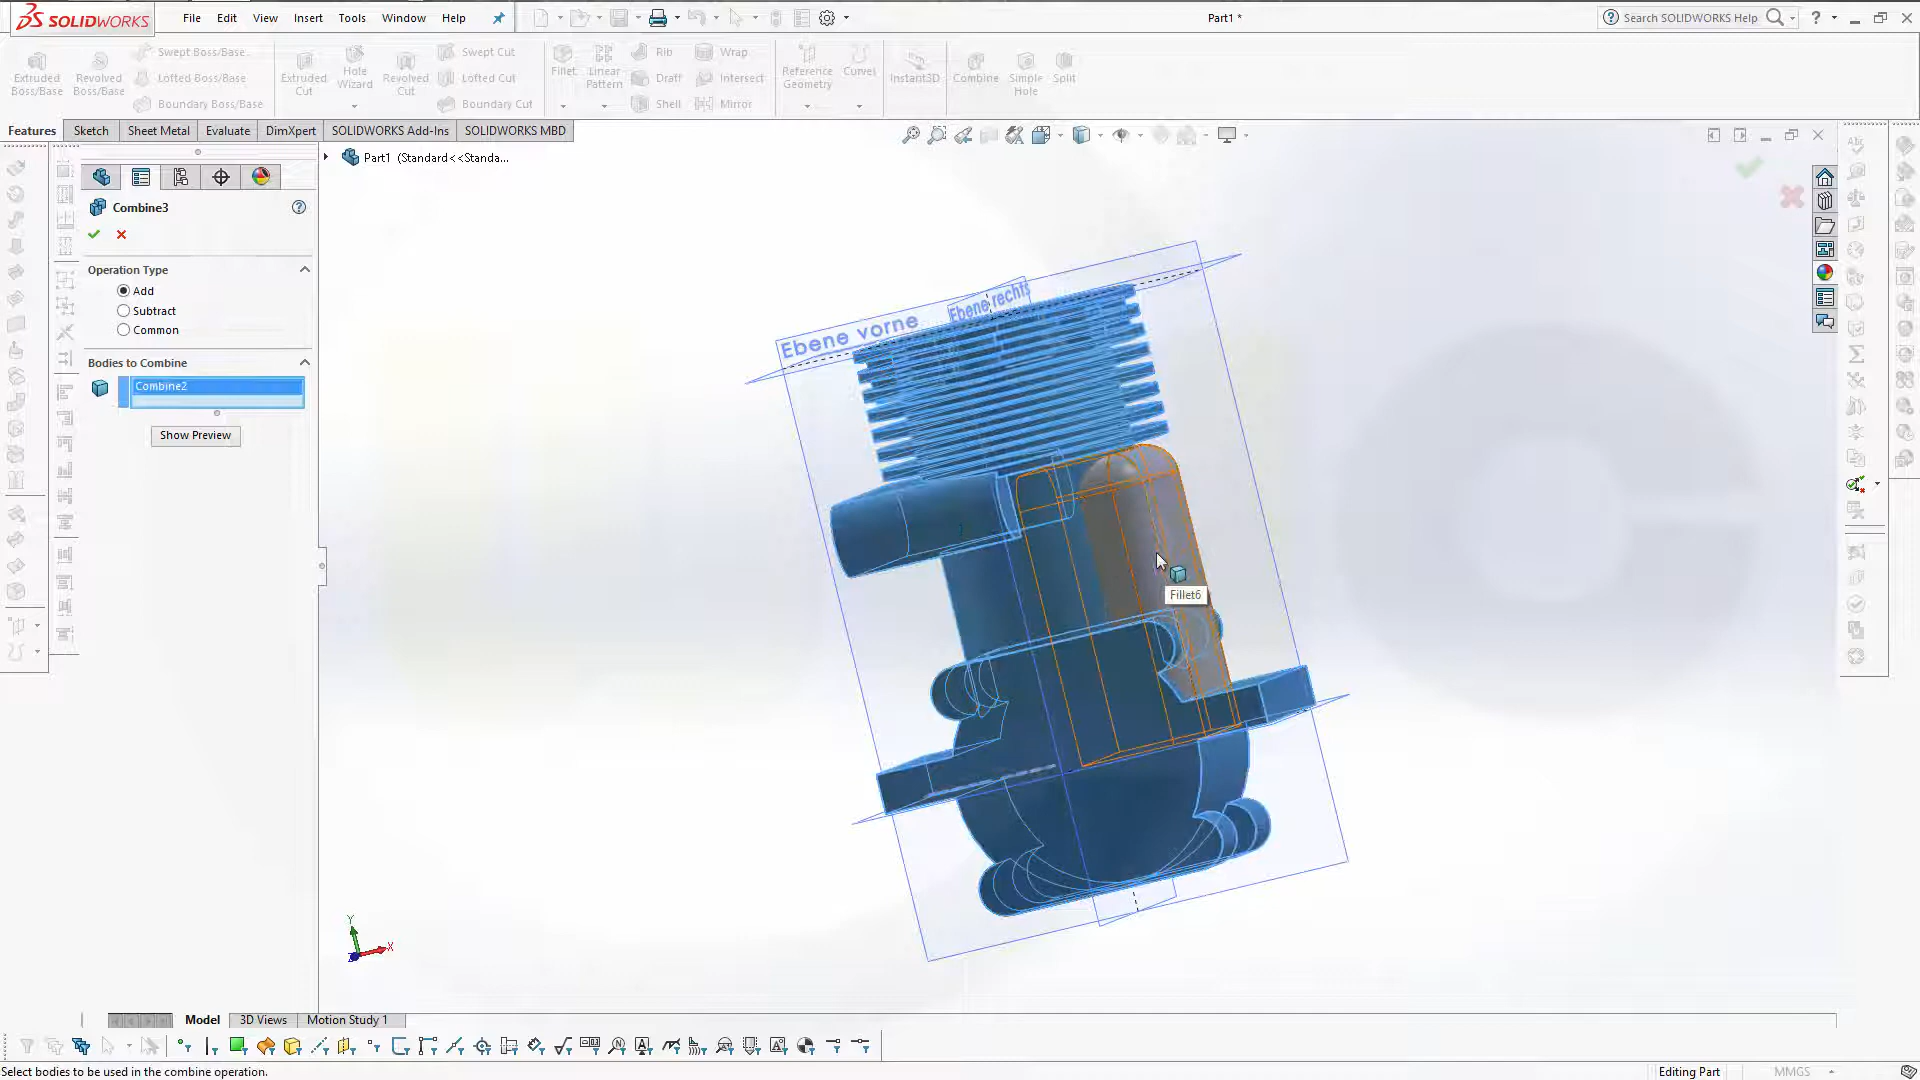 SOLIDWORKS
File Edit View Insert Tools Window Help
Part1 *
Search SOLIDWORKS Help
Extruded Boss/Base
Revolved Boss/Base
Swept Boss/Base
Lofted Boss/Base
Boundary Boss/Base
Extruded Cut
Hole Wizard
Revolved Cut
Swept Cut
Lofted Cut
Boundary Cut
Fillet
Linear Pattern
Rib
Draft
Shell
Wrap
Intersect
Mirror
Reference Geometry
Curves
Instant3D
Combine
Simple Hole
Split
Features Sketch Sheet Metal Evaluate DimXpert SOLIDWORKS Add-Ins SOLIDWORKS MBD
Part1 (Standard<<Standa...
Combine3
Operation Type
Add
Subtract
Common
Bodies to Combine
Combine2
Show Preview
Ebene vorne
Ebene rechts
Fillet6
Y
X
Model 3D Views Motion Study 1
Select bodies to be used in the combine operation.
Editing Part
MMGS